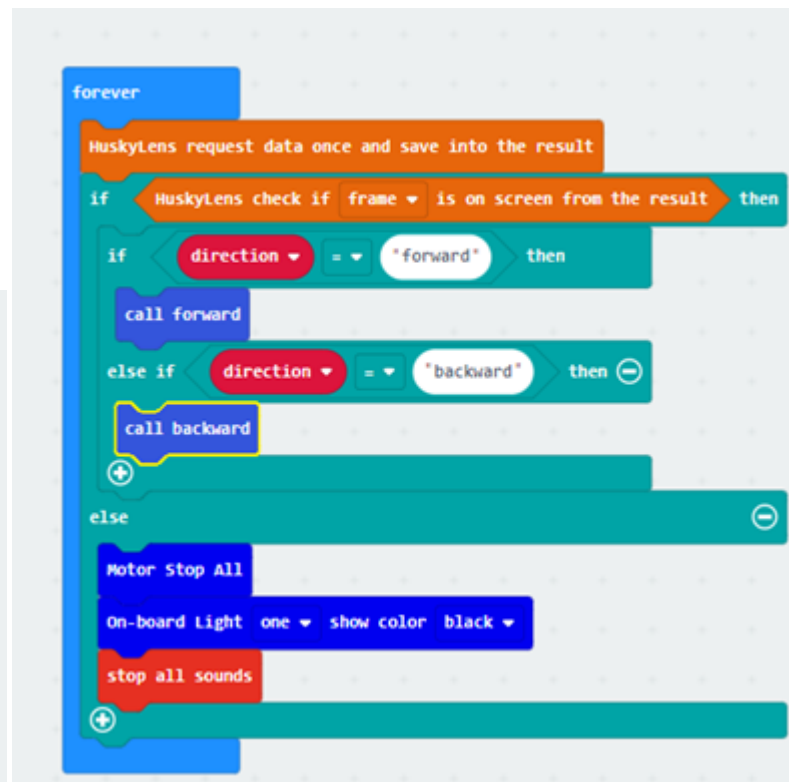 forever
HuskyLens request data once and save into the result
if HuskyLens check if frame is on screen from the result then
if direction = "forward" then
call forward
else if direction = "backward" then
call backward
else
Motor Stop All
On-board Light one show color black
stop all sounds